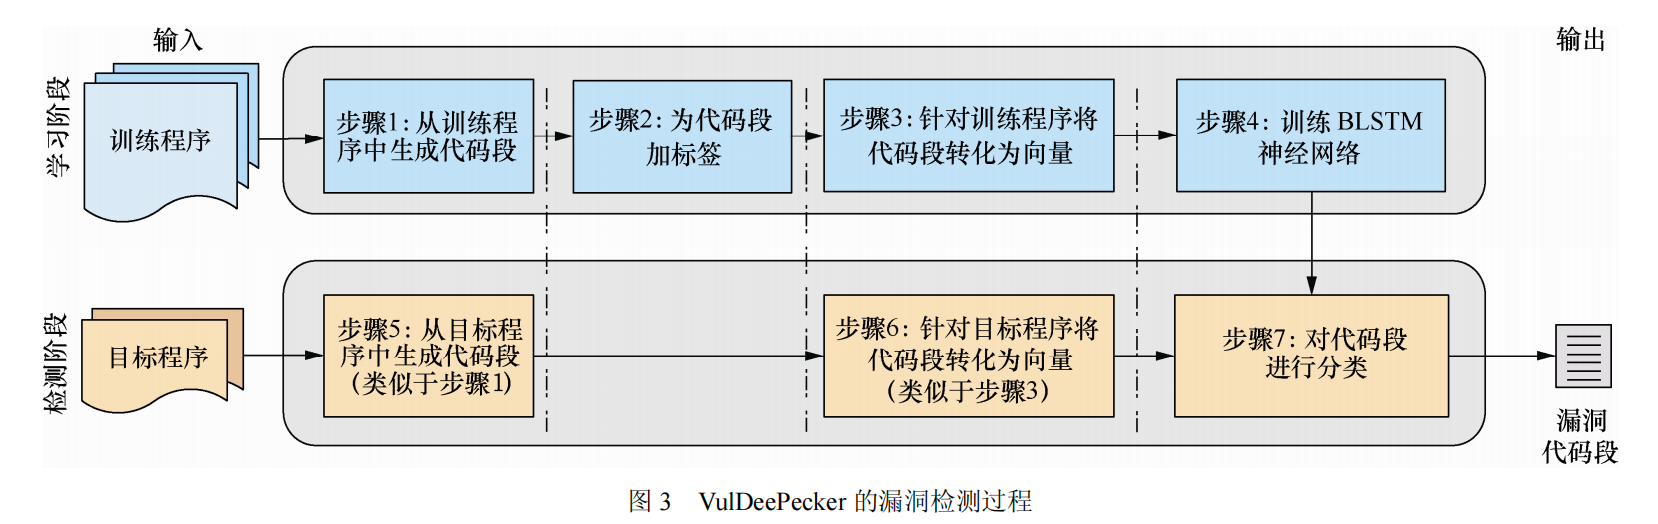 输入
输出
学习阶段
训练程序
步骤1: 从训练程
序中生成代码段
步骤2: 为代码段
加标签
步骤3: 针对训练程序将
代码段转化为向量
步骤4: 训练 BLSTM
神经网络
检测阶段
目标程序
步骤5: 从目标程
序中生成代码段
(类似于步骤1)
步骤6: 针对目标程序将
代码段转化为向量
(类似于步骤3)
步骤7: 对代码段
进行分类
漏洞
代码段
图 3 VulDeePecker 的漏洞检测过程